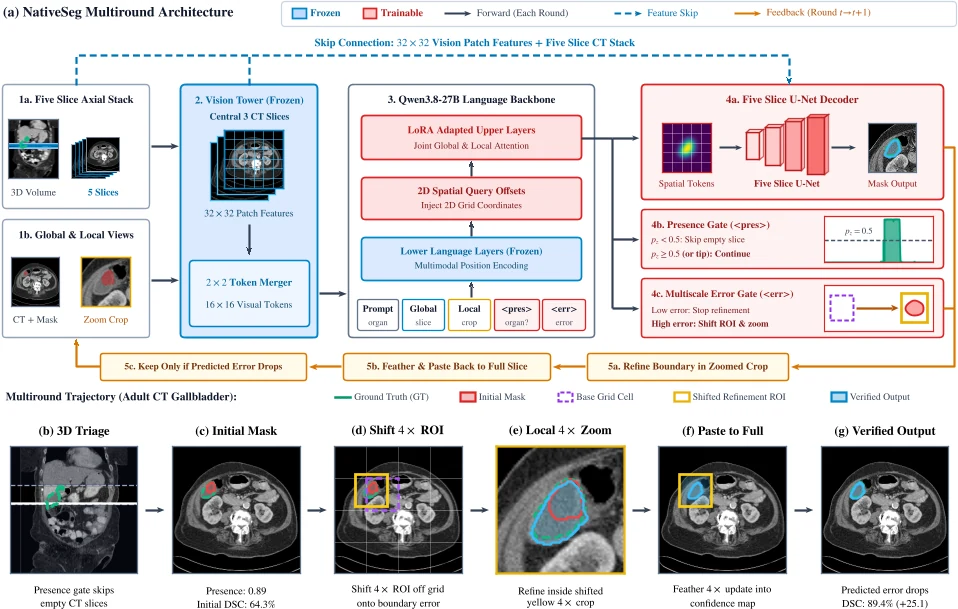 (a) NativeSeg Multiround Architecture
Frozen
Trainable
Forward (Each Round)
Feature Skip
Feedback (Round t→t+1)
Skip Connection: 32 × 32 Vision Patch Features + Five Slice CT Stack
1a. Five Slice Axial Stack
3D Volume
5 Slices
1b. Global & Local Views
CT + Mask
Zoom Crop
2. Vision Tower (Frozen)
Central 3 CT Slices
32 × 32 Patch Features
2 × 2 Token Merger
16 × 16 Visual Tokens
3. Qwen3.8-27B Language Backbone
LoRA Adapted Upper Layers
Joint Global & Local Attention
2D Spatial Query Offsets
Inject 2D Grid Coordinates
Lower Language Layers (Frozen)
Multimodal Position Encoding
Prompt
organ
Global
slice
Local
crop
<pres>
organ?
<err>
error
4a. Five Slice U-Net Decoder
Spatial Tokens
Five Slice U-Net
Mask Output
4b. Presence Gate (<pres>)
p_z < 0.5: Skip empty slice
p_z ≥ 0.5 (or tip): Continue
p_z = 0.5
4c. Multiscale Error Gate (<err>)
Low error: Stop refinement
High error: Shift ROI & zoom
5c. Keep Only if Predicted Error Drops
5b. Feather & Paste Back to Full Slice
5a. Refine Boundary in Zoomed Crop
Multiround Trajectory (Adult CT Gallbladder):
Ground Truth (GT)
Initial Mask
Base Grid Cell
Shifted Refinement ROI
Verified Output
(b) 3D Triage
(c) Initial Mask
(d) Shift 4× ROI
(e) Local 4× Zoom
(f) Paste to Full
(g) Verified Output
Presence gate skips
empty CT slices
Presence: 0.89
Initial DSC: 64.3%
Shift 4× ROI off grid
onto boundary error
Refine inside shifted
yellow 4× crop
Feather 4× update into
confidence map
Predicted error drops
DSC: 89.4% (+25.1)